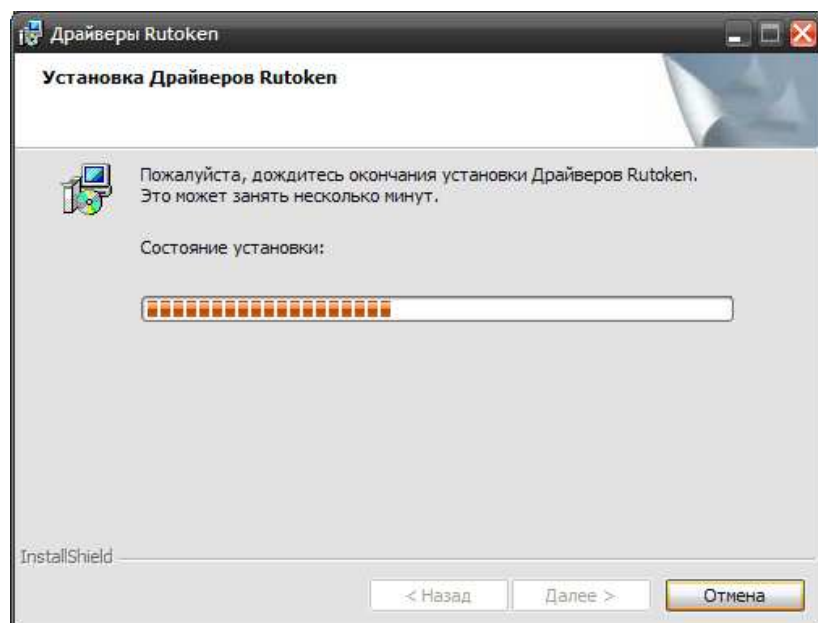 Драйверы Rutoken
Установка Драйверов Rutoken
Пожалуйста, дождитесь окончания установки Драйверов Rutoken.
Это может занять несколько минут.
Состояние установки:
InstallShield
< Назад
Далее >
Отмена